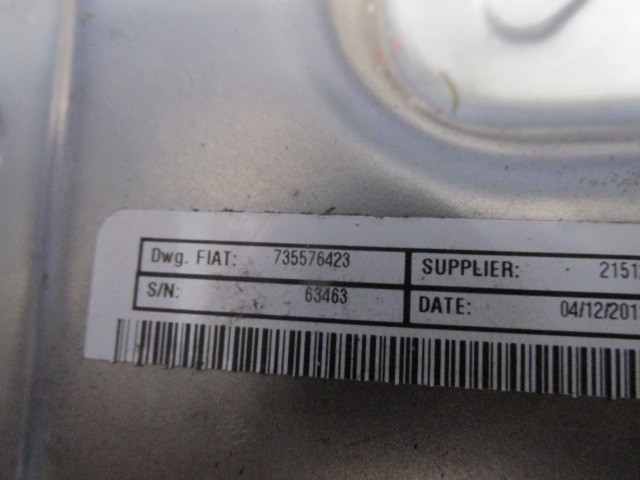 Dwg. FIAT: 735576423 SUPPLIER:
S/N: 63463 DATE: